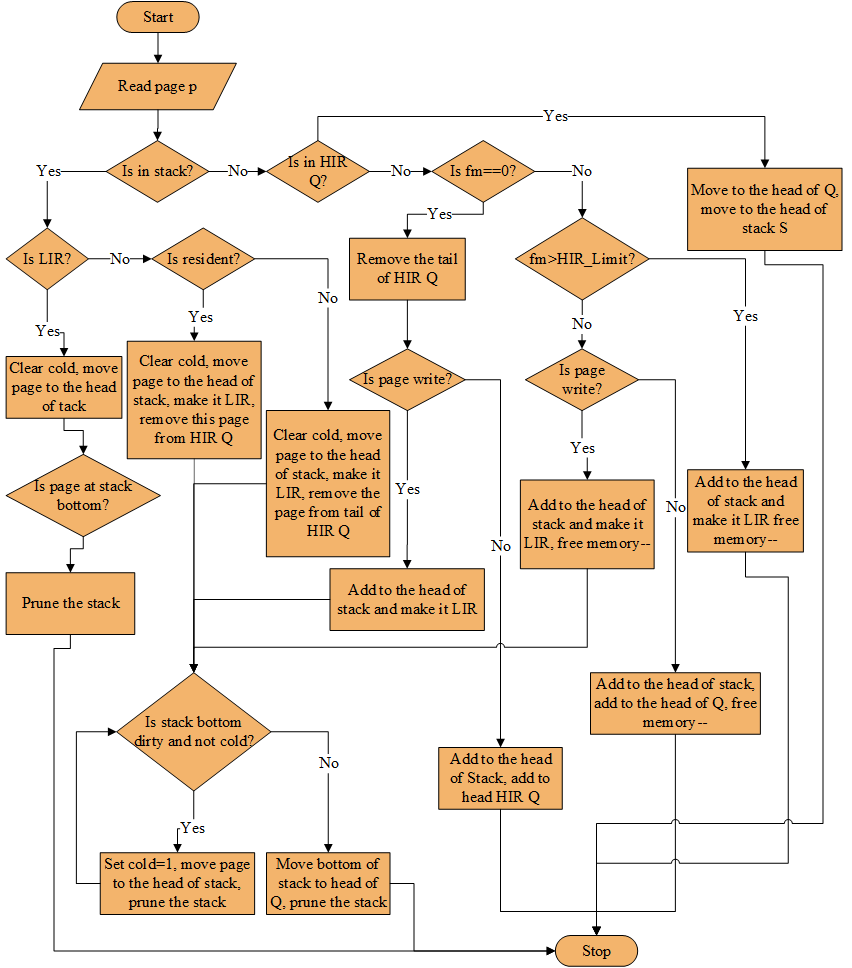 Start
Read page p
Yes
Is in stack?
No
Is in HIR
Q?
No
Is fm==0?
No
Yes
Move to the head of Q,
move to the head of
stack S
Yes
Is LIR?
No
Is resident?
Remove the tail
of HIR Q
fm>HIR_Limit?
No
Yes
Yes
Yes
No
Clear cold, move
page to the head
of tack
Clear cold, move
page to the head of
stack, make it LIR,
remove this page
from HIR Q
Is page write?
Is page
write?
Clear cold, move
page to the head
of stack, make it
LIR, remove the
page from tail of
HIR Q
Yes
Is page at stack
bottom?
Yes
No
Add to the head of
stack and make it
LIR, free memory--
No
Add to the head
of stack and
make it LIR free
memory--
Prune the stack
Add to the head of
stack and make it LIR
Is stack bottom
dirty and not cold?
Add to the head of stack,
add to the head of Q, free
memory--
No
Add to the head
of Stack, add to
head HIR Q
Yes
Set cold=1, move page
to the head of stack,
prune the stack
Move bottom of
stack to head of
Q, prune the stack
Stop